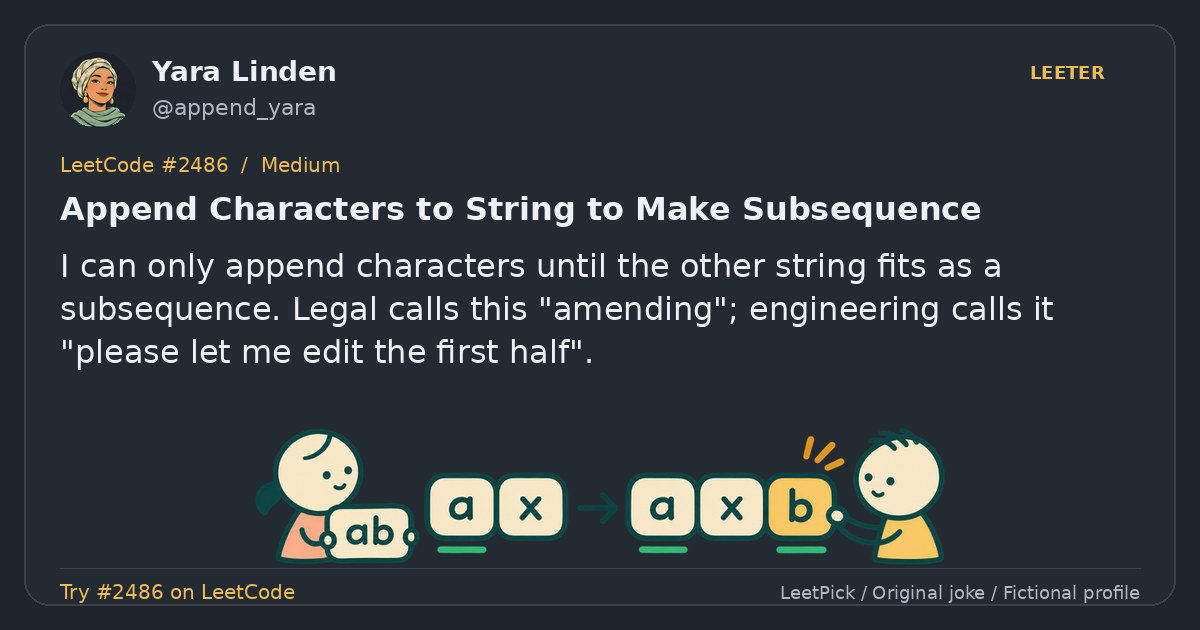 Yara Linden
@append_yara
LEETER
LeetCode #2486 / Medium
Append Characters to String to Make Subsequence
I can only append characters until the other string fits as a
subsequence. Legal calls this "amending"; engineering calls it
"please let me edit the first half".
ab
a x
a x b
Try #2486 on LeetCode
LeetPick / Original joke / Fictional profile